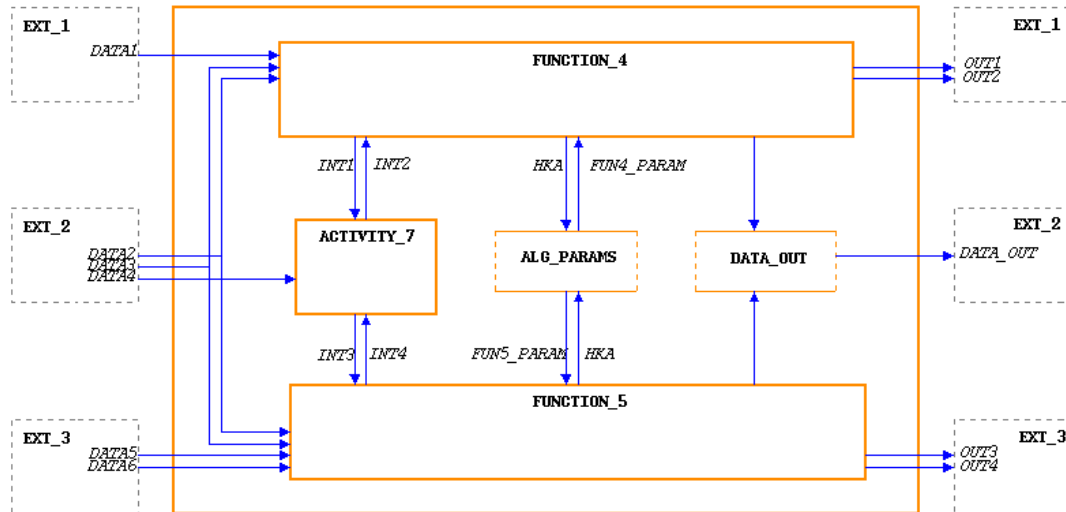 EXT_1
EXT_1
DATA1
FUNCTION_4
OUT1
OUT2
INT1
INT2
HKA
FUN4_PARAM
EXT_2
ACTIVITY_7
EXT_2
DATA2
DATA3
DATA4
ALG_PARAMS
DATA_OUT
DATA_OUT
INT3
INT4
FUN5_PARAM
HKA
FUNCTION_5
EXT_3
EXT_3
DATA5
DATA6
OUT3
OUT4